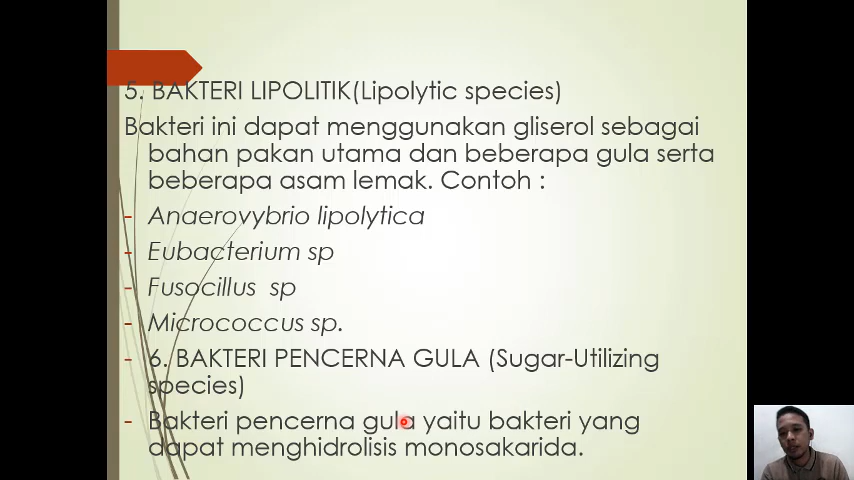 5. BAKTERI LIPOLITIK(Lipolytic species)
Bakteri ini dapat menggunakan gliserol sebagai
bahan pakan utama dan beberapa gula serta
beberapa asam lemak. Contoh :
- Anaerovybrio lipolytica
- Eubacterium sp
- Fusocillus sp
- Micrococcus sp.
- 6. BAKTERI PENCERNA GULA (Sugar-Utilizing
species)
- Bakteri pencerna gula yaitu bakteri yang
dapat menghidrolisis monosakarida.